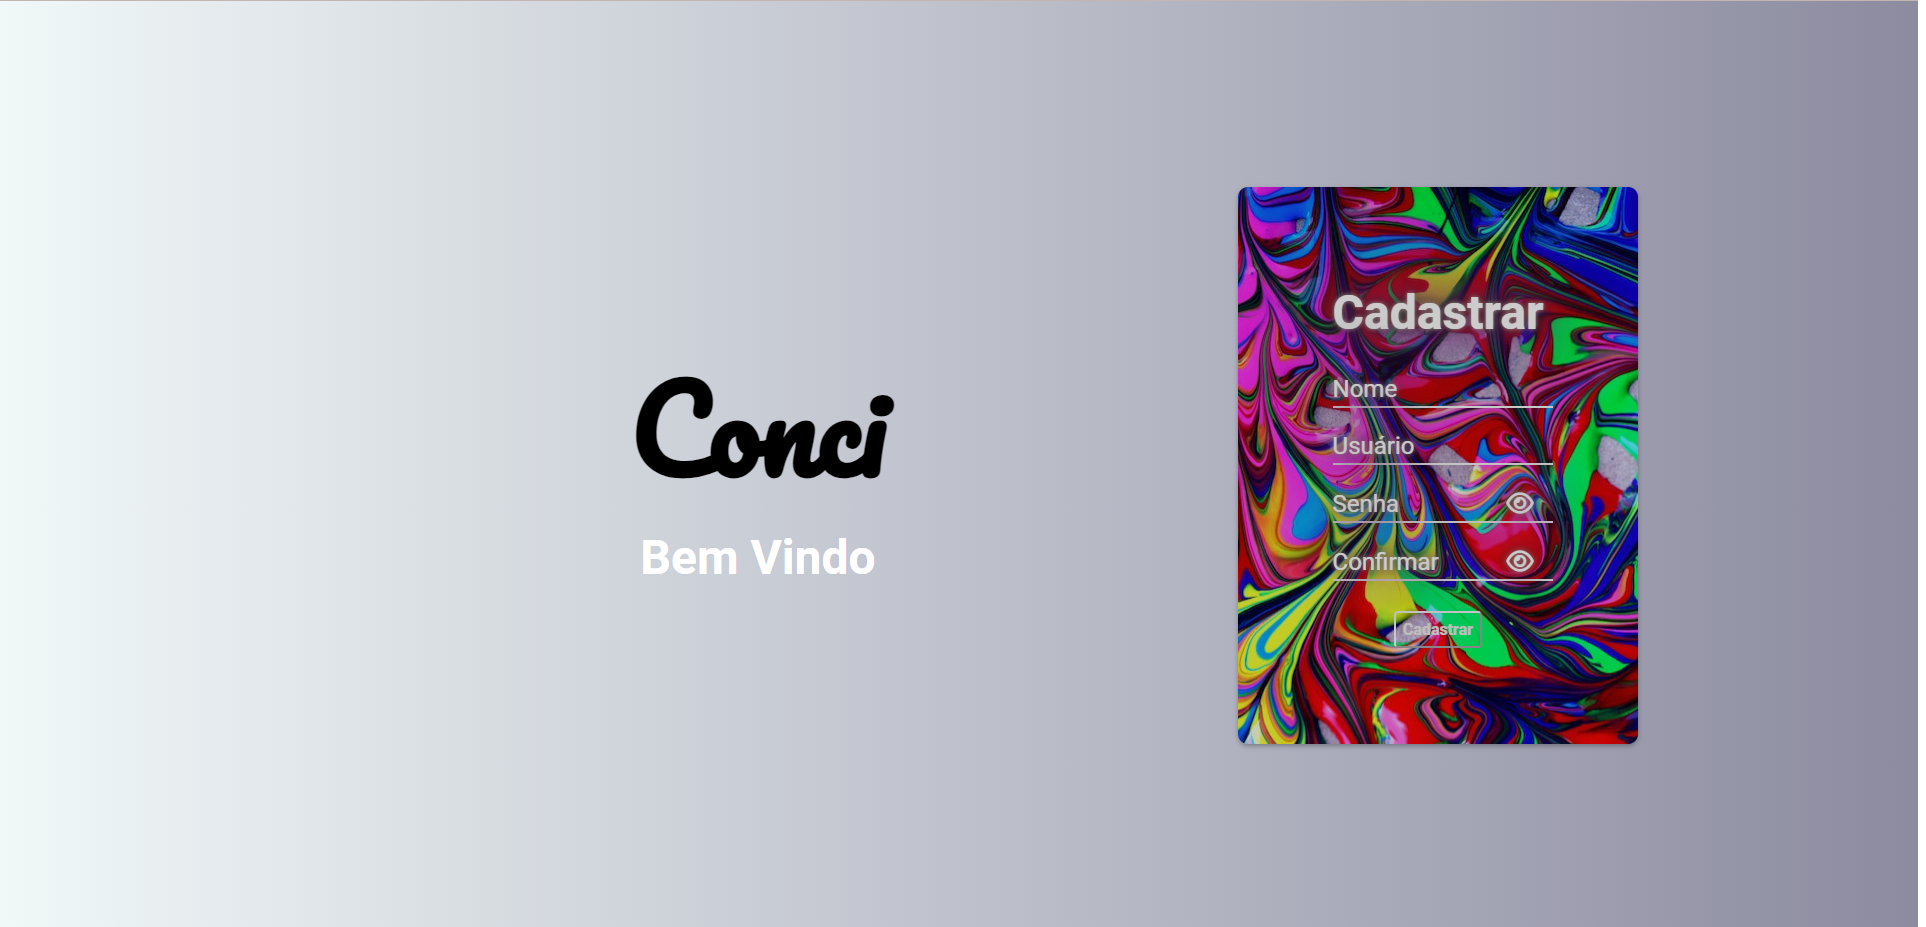 Conci
Bem Vindo
Cadastrar
Nome
Usuário
Senha
Confirmar
Cadastrar